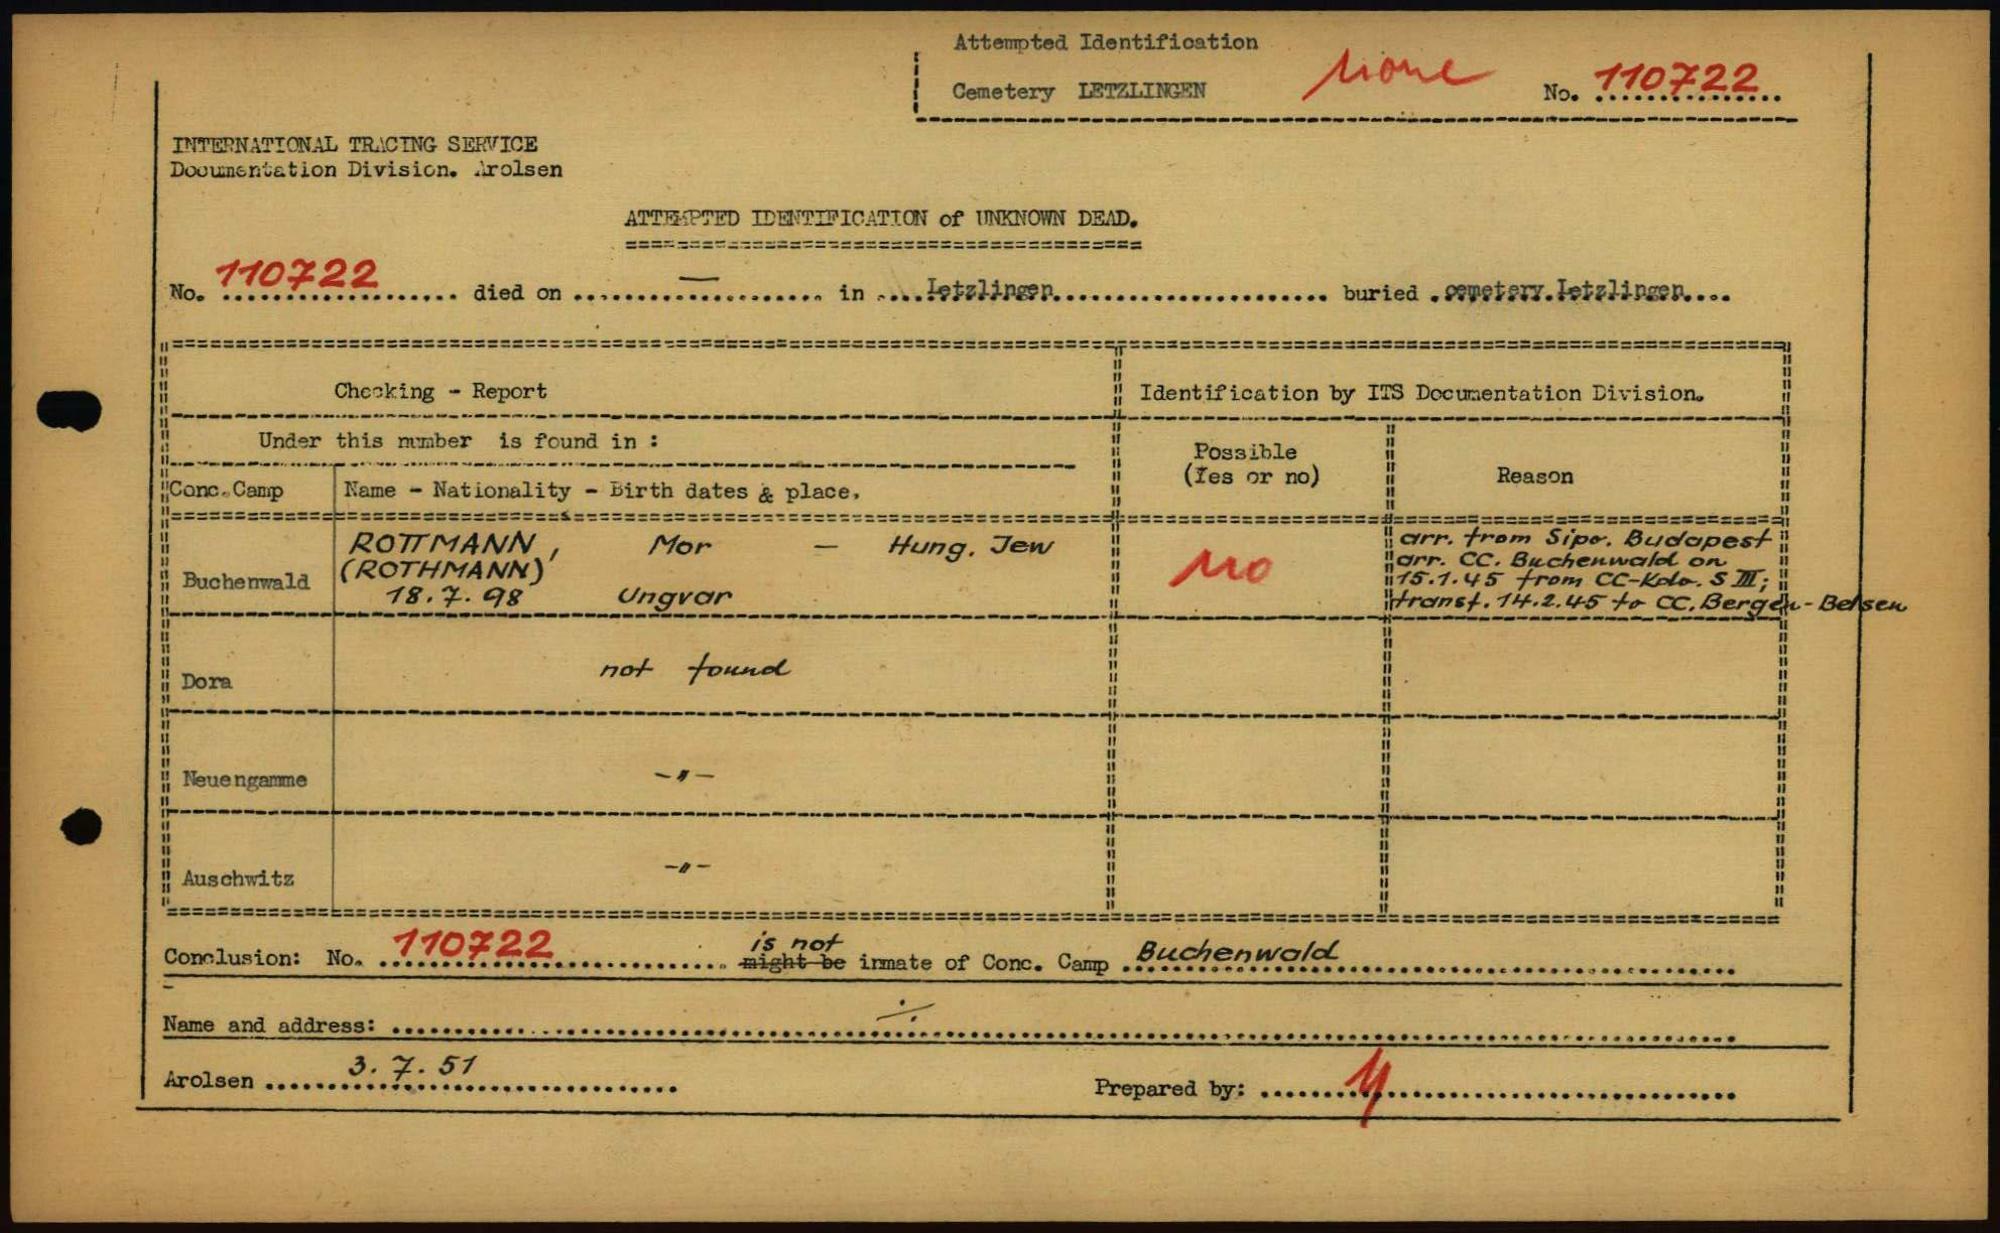 Attempted Identification
Cemetery LETZLINGEN none No. 110722
INTERNATIONAL TRACING SERVICE
Documentation Division. Arolsen
ATTEMPTED IDENTIFICATION of UNKNOWN DEAD.
No. 110722 died on — in Letzlingen buried cemetery Letzlingen
Checking - Report
Identification by ITS Documentation Division.
Under this number is found in :
Possible
(Yes or no)
Reason
Conc.Camp
Name - Nationality - Birth dates & place.
Buchenwald
ROTTMANN, Mor — Hung. Jew
(ROTHMANN)
18.7.98 Ungvar
no
arr. from Sipo. Budapest
arr. CC. Buchenwald on
15.1.45 from CC-Kdo. S III;
transf. 14.2.45 to CC. Bergen-Belsen
Dora
not found
Neuengamme
-"-
Auschwitz
-"-
is not
Conclusion: No. 110722 might be inmate of Conc. Camp Buchenwald
Name and address: ÷
Arolsen 3.7.51
Prepared by: